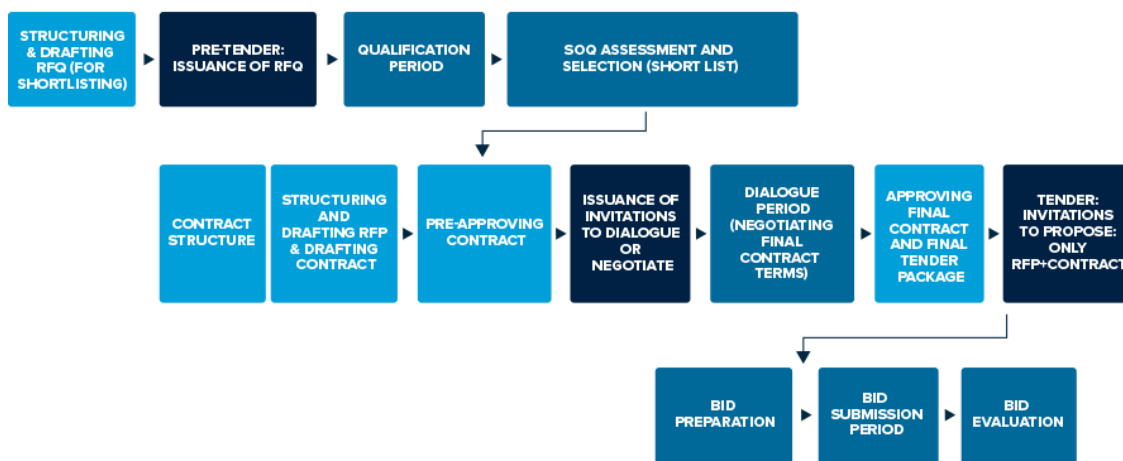 STRUCTURING
& DRAFTING
RFQ (FOR
SHORTLISTING)
PRE-TENDER:
ISSUANCE OF RFQ
QUALIFICATION
PERIOD
SOQ ASSESSMENT AND
SELECTION (SHORT LIST)
CONTRACT
STRUCTURE
STRUCTURING
AND
DRAFTING RFP
& DRAFTING
CONTRACT
PRE-APPROVING
CONTRACT
ISSUANCE OF
INVITATIONS
TO DIALOGUE
OR
NEGOTIATE
DIALOGUE
PERIOD
(NEGOTIATING
FINAL
CONTRACT
TERMS)
APPROVING
FINAL
CONTRACT
AND FINAL
TENDER
PACKAGE
TENDER:
INVITATIONS
TO PROPOSE:
ONLY
RFP+CONTRACT
BID
PREPARATION
BID
SUBMISSION
PERIOD
BID
EVALUATION